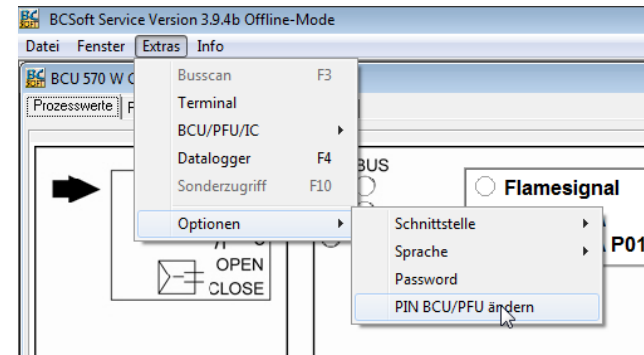 BCSoft Service Version 3.9.4b Offline-Mode
Datei Fenster Extras Info
BCU 570 W
Prozesswerte
Busscan F3
Terminal
BCU/PFU/IC
Datalogger F4
Sonderzugriff F10
Optionen
Schnittstelle
Sprache
Password
PIN BCU/PFU ändern
BUS
Flamesignal
P01
OPEN
CLOSE